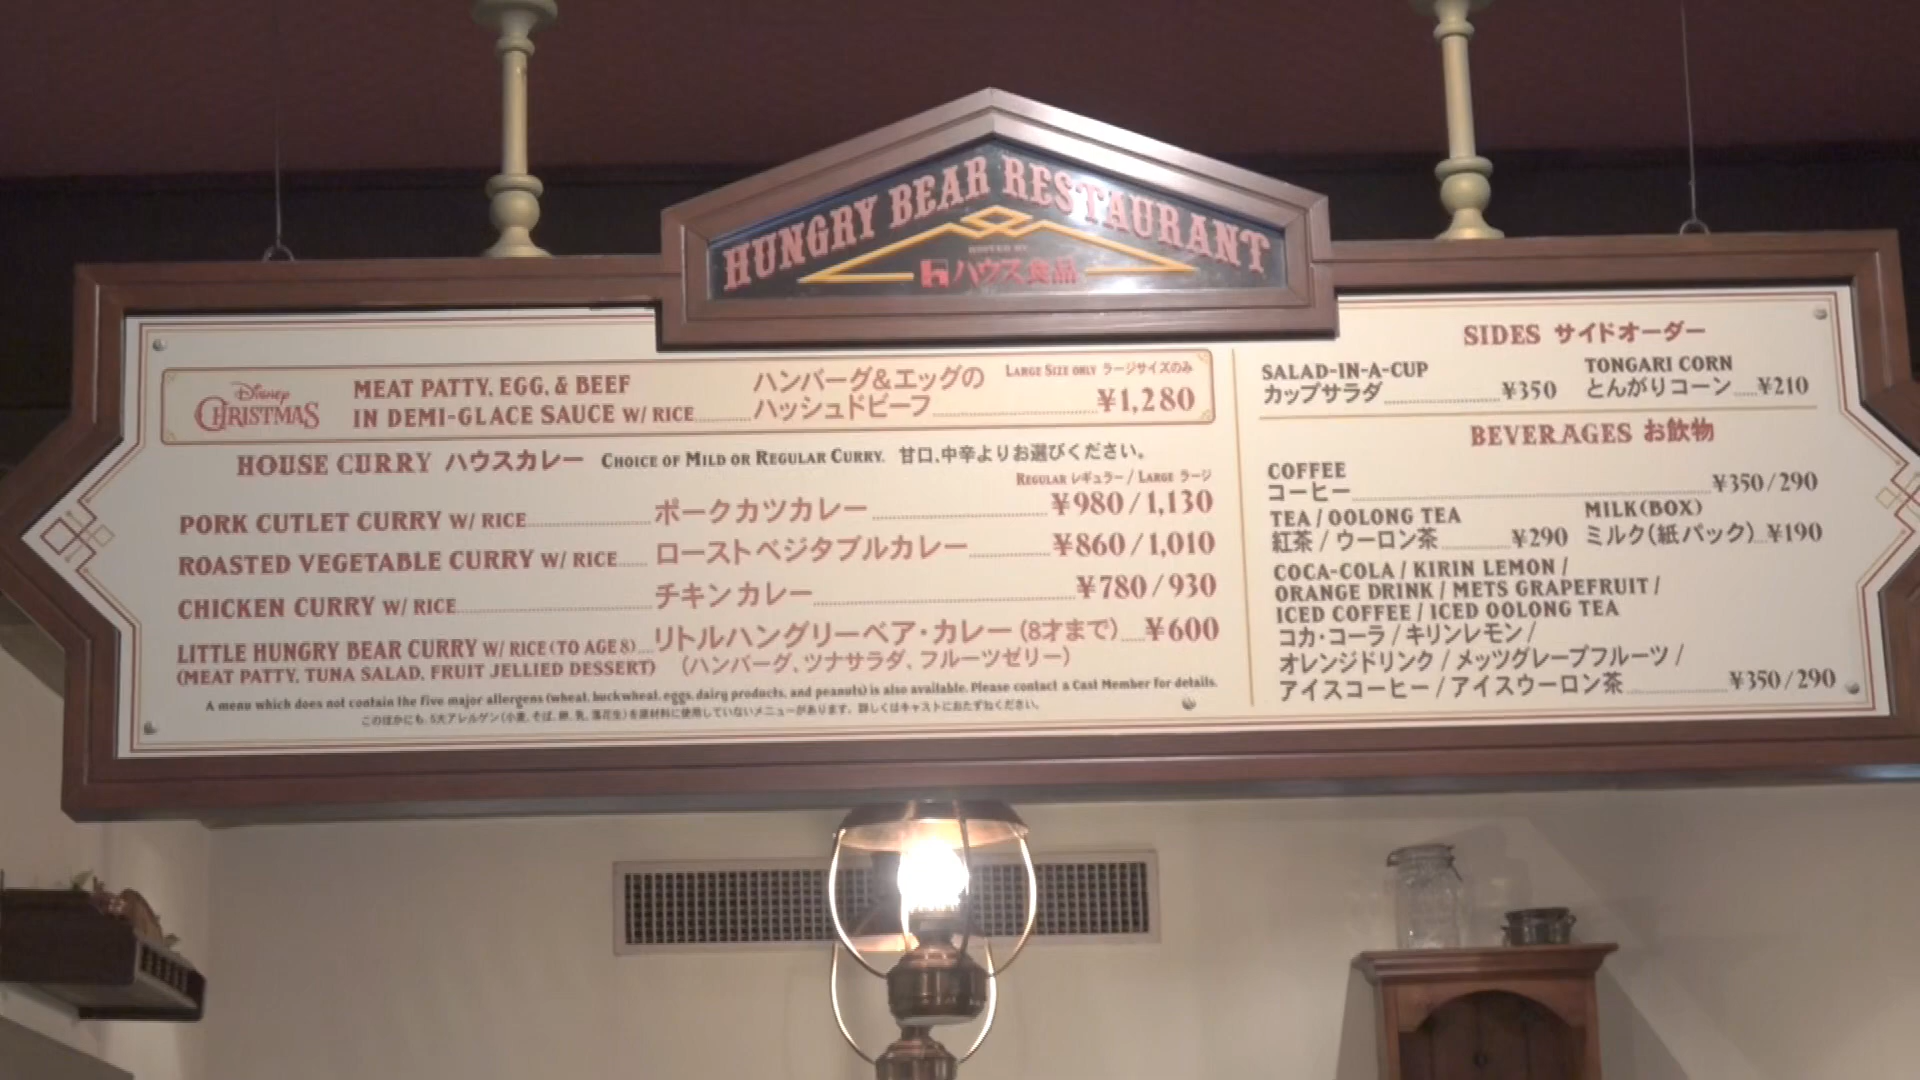 HUNGRY BEAR RESTAURANT
HOSTED BY
ハウス食品
Disney CHRISTMAS
MEAT PATTY, EGG, & BEEF
IN DEMI-GLACE SAUCE W/ RICE
ハンバーグ&エッグの
ハッシュドビーフ
LARGE SIZE ONLY ラージサイズのみ
¥1,280
HOUSE CURRY ハウスカレー CHOICE OF MILD OR REGULAR CURRY. 甘口、中辛よりお選びください。
REGULAR レギュラー / LARGE ラージ
PORK CUTLET CURRY W/ RICE ポークカツカレー ¥980/1,130
ROASTED VEGETABLE CURRY W/ RICE ローストベジタブルカレー ¥860/1,010
CHICKEN CURRY W/ RICE チキンカレー ¥780/930
LITTLE HUNGRY BEAR CURRY W/ RICE (TO AGE 8) リトルハングリーベア・カレー (8才まで) ¥600
(MEAT PATTY, TUNA SALAD, FRUIT JELLIED DESSERT) (ハンバーグ、ツナサラダ、フルーツゼリー)
A menu which does not contain the five major allergens (wheat, buckwheat, eggs, dairy products, and peanuts) is also available. Please contact a Cast Member for details.
このほかにも、5大アレルゲン(小麦、そば、卵、乳、落花生)を原材料に使用していないメニューがあります。詳しくはキャストにおたずねください。
SIDES サイドオーダー
SALAD-IN-A-CUP
カップサラダ ¥350
TONGARI CORN
とんがりコーン ¥210
BEVERAGES お飲物
COFFEE
コーヒー ¥350/290
TEA / OOLONG TEA
紅茶 / ウーロン茶 ¥290
MILK(BOX)
ミルク(紙パック) ¥190
COCA-COLA / KIRIN LEMON /
ORANGE DRINK / METS GRAPEFRUIT /
ICED COFFEE / ICED OOLONG TEA
コカ・コーラ / キリンレモン /
オレンジドリンク / メッツグレープフルーツ /
アイスコーヒー / アイスウーロン茶 ¥350/290